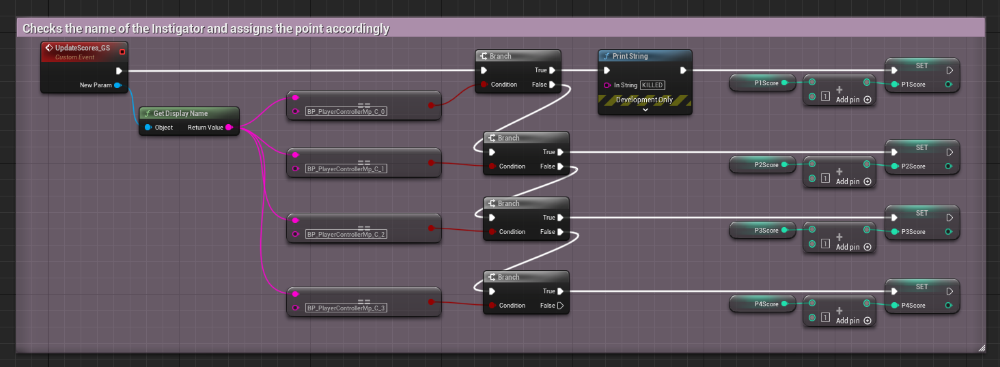 Checks the name of the Instigator and assigns the point accordingly
UpdateScores_GS
Custom Event
New Param
Get Display Name
Object Return Value
==
BP_PlayerControllerMp_C_0
Branch
True
Condition False
Print String
In String KILLED
Development Only
P1Score
+
1
Add pin
SET
P1Score
==
BP_PlayerControllerMp_C_1
Branch
True
Condition False
P2Score
+
1
Add pin
SET
P2Score
==
BP_PlayerControllerMp_C_2
Branch
True
Condition False
P3Score
+
1
Add pin
SET
P3Score
==
BP_PlayerControllerMp_C_3
Branch
True
Condition False
P4Score
+
1
Add pin
SET
P4Score